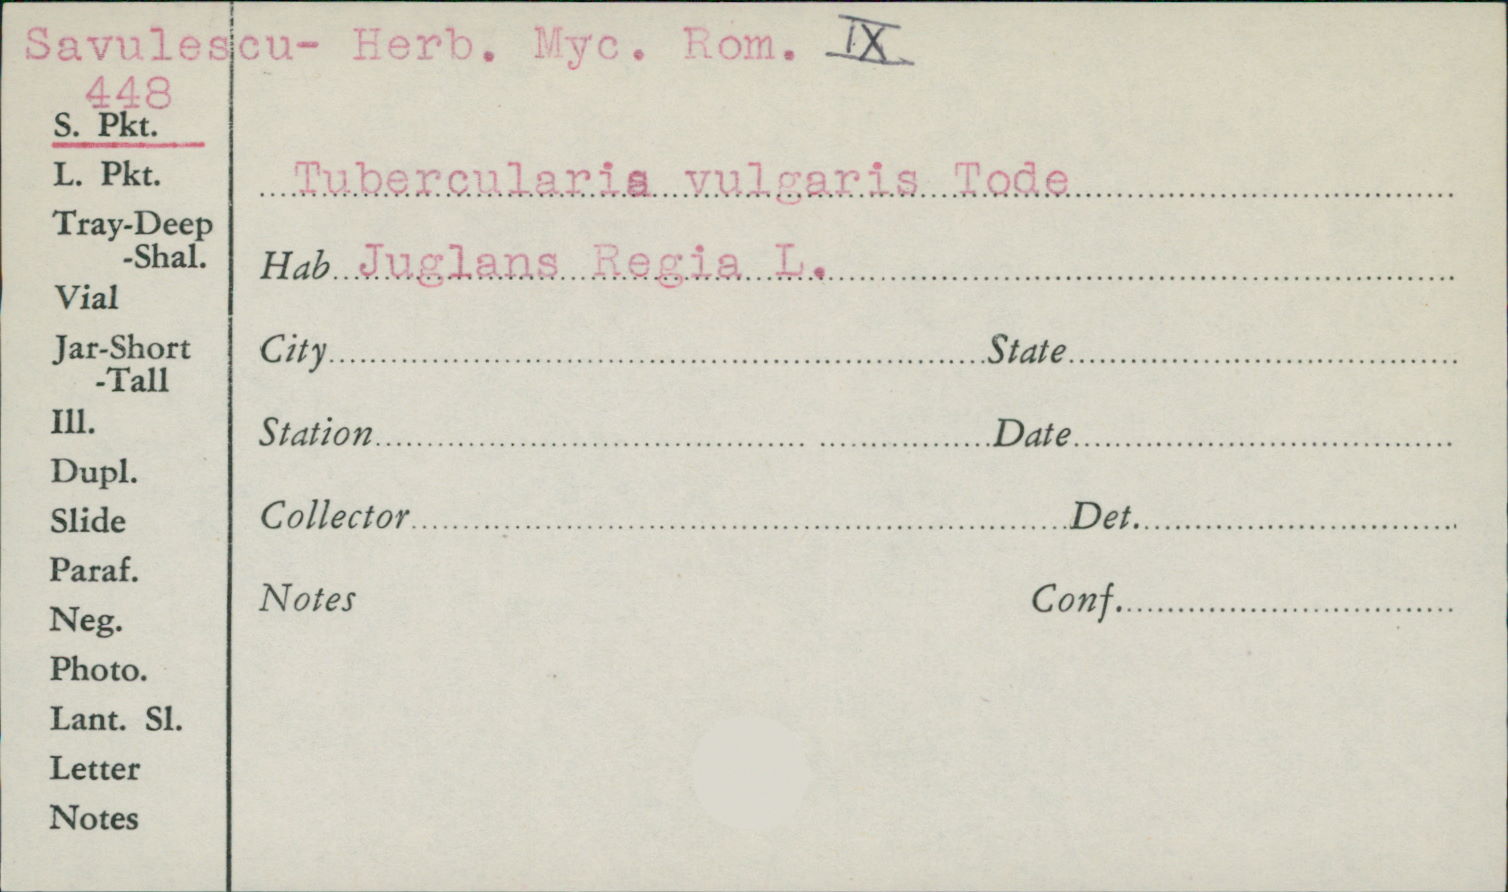 Savulescu- Herb. Myc. Rom. IX
448
S. Pkt.
L. Pkt.
Tray-Deep
-Shal.
Vial
Jar-Short
-Tall
Ill.
Dupl.
Slide
Paraf.
Neg.
Photo.
Lant. Sl.
Letter
Notes
Tubercularia vulgaris Tode
Hab Juglans Regia L.
City State
Station Date
Collector Det.
Notes Conf.